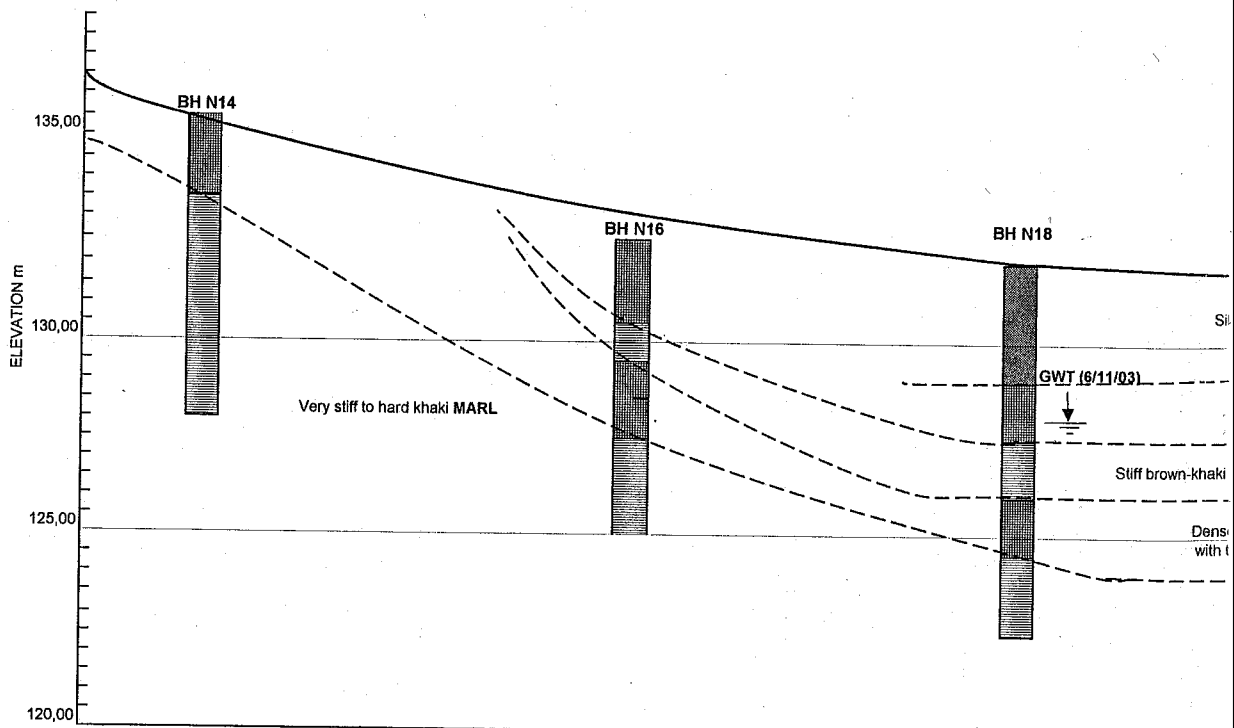 BH N14
135,00
BH N16
BH N18
130,00
ELEVATION m
GWT (6/11/03)
Very stiff to hard khaki MARL
Stiff brown-khaki
125,00
with
120,00